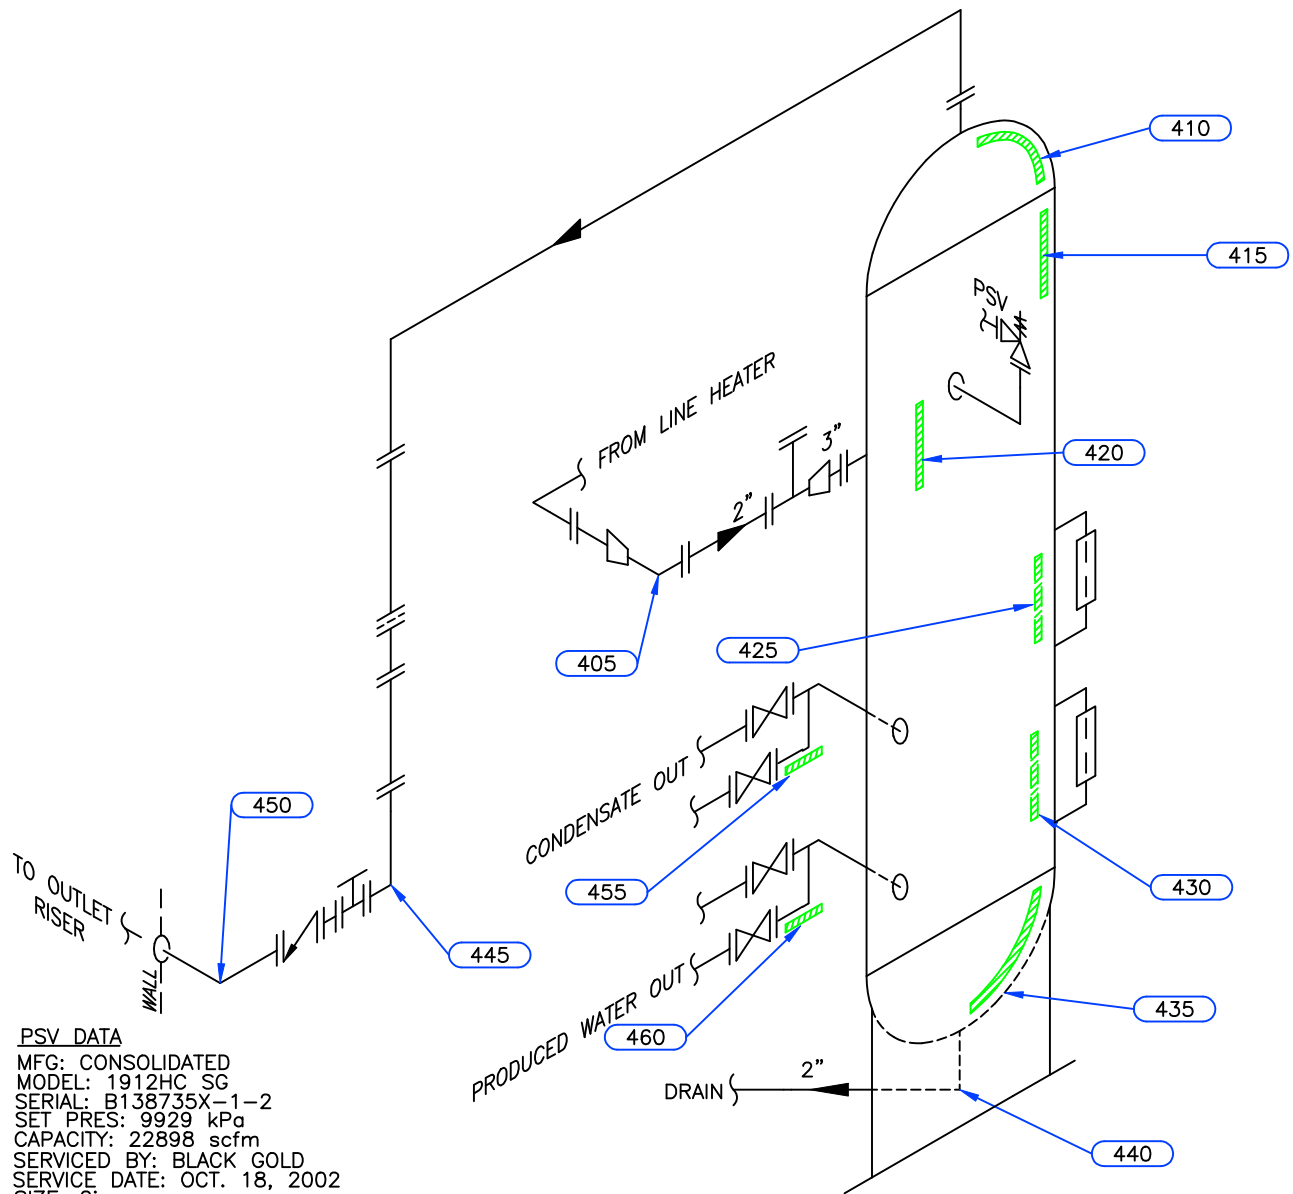 410
415
PSV
FROM LINE HEATER
3"
420
2"
425
405
CONDENSATE OUT
450
455
430
TO OUTLET
RISER
445
WALL
PRODUCED WATER OUT
460
435
2"
DRAIN
440
PSV DATA
MFG: CONSOLIDATED
MODEL: 1912HC SG
SERIAL: B138735X-1-2
SET PRES: 9929 kPa
CAPACITY: 22898 scfm
SERVICED BY: BLACK GOLD
SERVICE DATE: OCT. 18, 2002